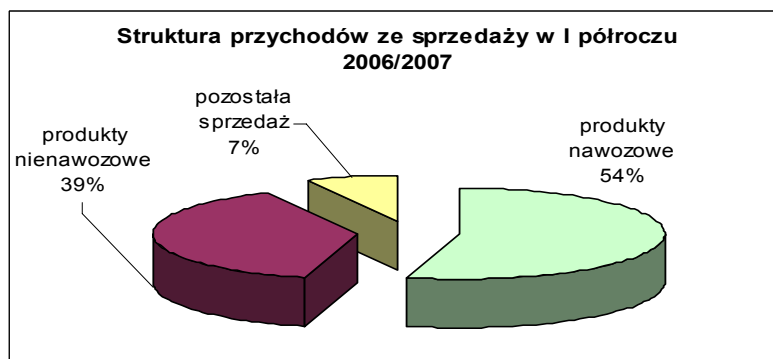 Struktura przychodów ze sprzedaży w I półroczu
2006/2007
pozostała
sprzedaż
7%
produkty
nienawozowe
39%
produkty
nawozowe
54%